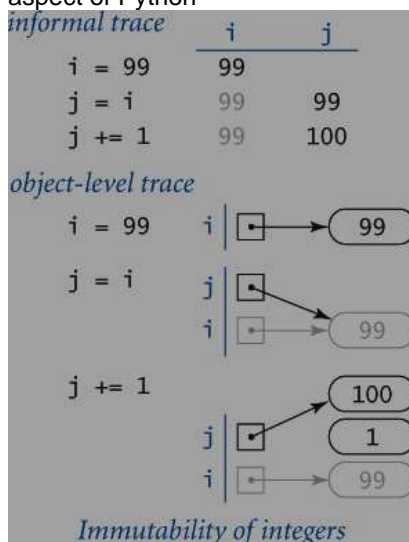 aspect of Python
informal trace i j
i = 99 99
j = i 99 99
j += 1 99 100
object-level trace
i = 99 i 99
j = i j
i 99
j += 1 100
j 1
i 99
Immutability of integers